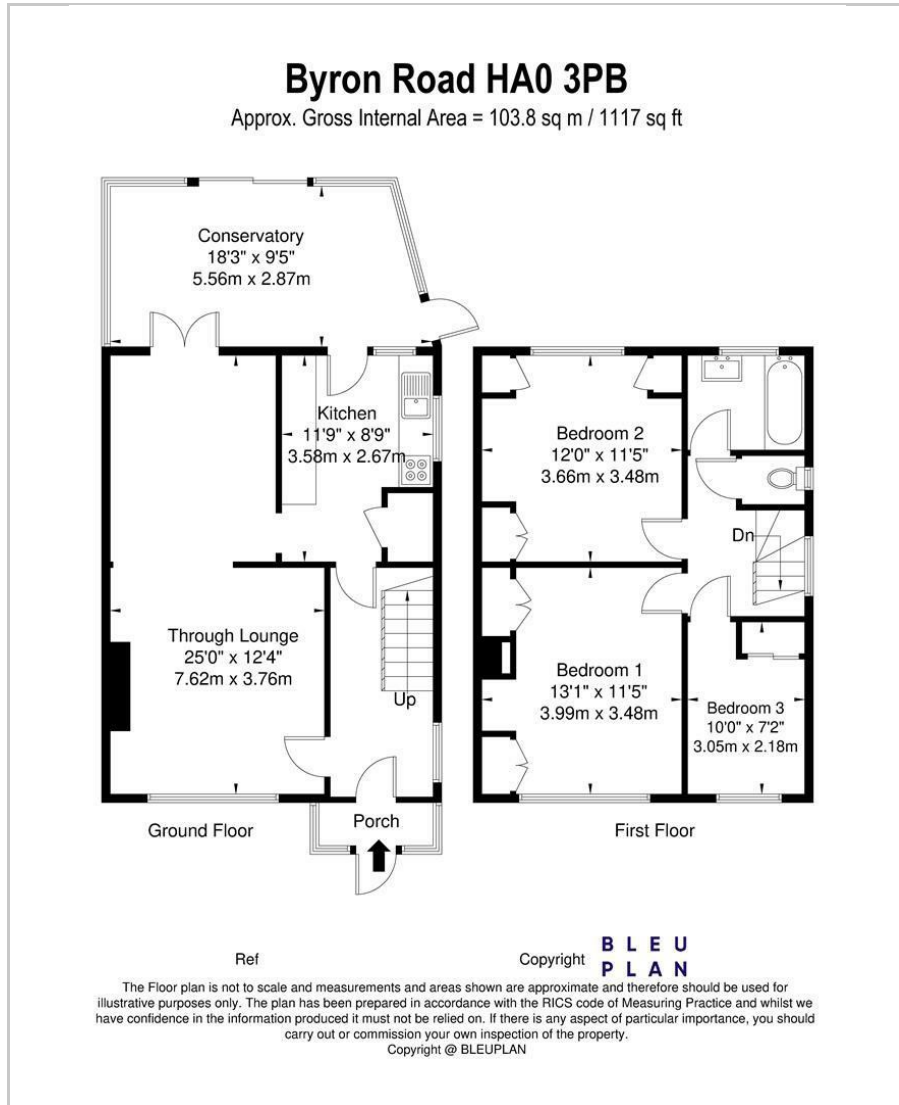 Byron Road HA0 3PB
Approx. Gross Internal Area = 103.8 sq m / 1117 sq ft
Conservatory
18'3" x 9'5"
5.56m x 2.87m
Kitchen
11'9" x 8'9"
3.58m x 2.67m
Through Lounge
25'0" x 12'4"
7.62m x 3.76m
Up
Porch
Ground Floor
Bedroom 2
12'0" x 11'5"
3.66m x 3.48m
Dn
Bedroom 1
13'1" x 11'5"
3.99m x 3.48m
Bedroom 3
10'0" x 7'2"
3.05m x 2.18m
First Floor
Ref
Copyright
BLEU
PLAN
The Floor plan is not to scale and measurements and areas shown are approximate and therefore should be used for
illustrative purposes only. The plan has been prepared in accordance with the RICS code of Measuring Practice and whilst we
have confidence in the information produced it must not be relied on. If there is any aspect of particular importance, you should
carry out or commission your own inspection of the property.
Copyright @ BLEUPLAN